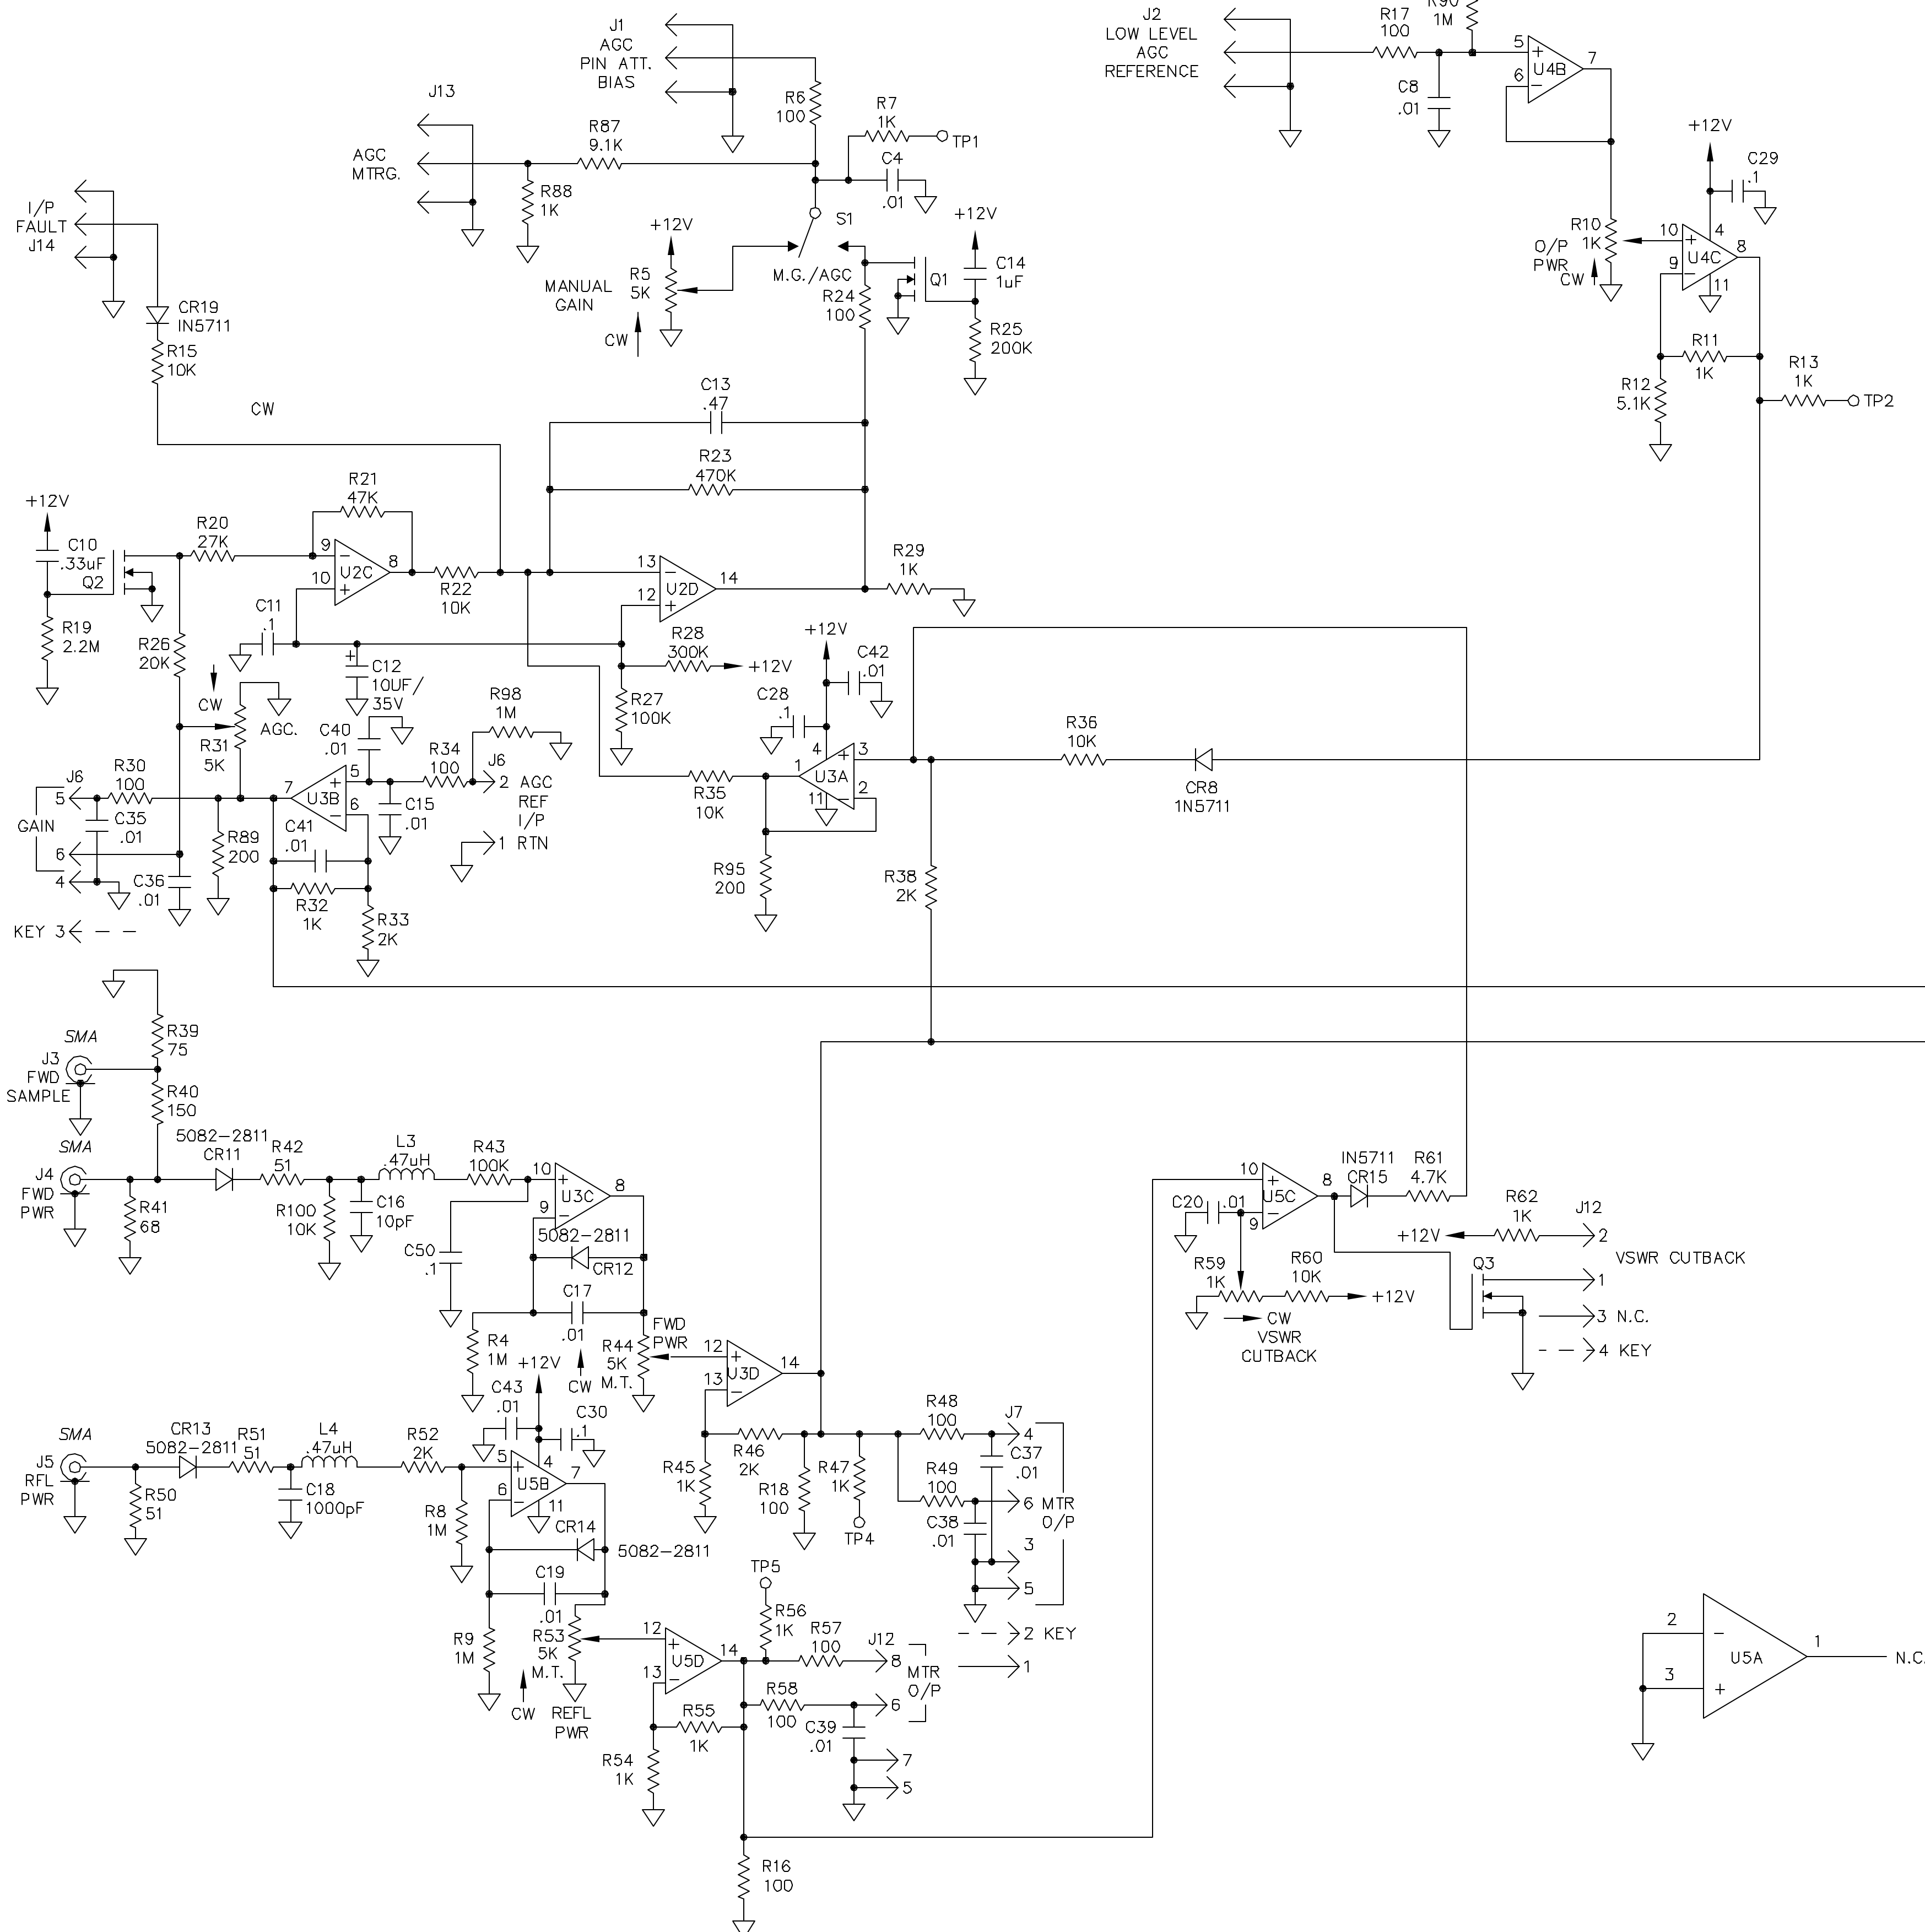 J1
AGC
PIN ATT.
BIAS
J2
LOW LEVEL
AGC
REFERENCE
R17
100
R90
1M
5
6
+
-
U4B
7
C8
.01
J13
AGC
MTRG.
R87
9.1K
R88
1K
R6
100
R7
1K
TP1
C4
.01
S1
M.G./AGC
+12V
R5
5K
MANUAL
GAIN
CW
+12V
C14
1uF
Q1
R24
100
R25
200K
+12V
C29
.1
R10
1K
O/P
PWR
CW
10
9
+
-
4
U4C
8
11
R11
1K
R12
5.1K
R13
1K
TP2
I/P
FAULT
J14
CR19
IN5711
R15
10K
CW
C13
.47
R23
470K
+12V
C10
.33uF
Q2
R19
2.2M
R20
27K
R21
47K
9
10
-
+
U2C
8
R22
10K
13
12
-
+
U2D
14
R29
1K
C11
.1
R26
20K
+
C12
10UF/
35V
R28
300K
+12V
R27
100K
CW
AGC.
R31
5K
C40
.01
R98
1M
R34
100
J6
2 AGC
REF
I/P
1 RTN
C15
.01
7
5
6
+
-
U3B
C41
.01
R32
1K
R33
2K
R89
200
J6
R30
100
5
GAIN
C35
.01
6
4
C36
.01
KEY 3
+12V
C42
.01
C28
.1
4
3
+
1
U3A
11
-
2
R35
10K
R95
200
R36
10K
CR8
1N5711
R38
2K
R39
75
SMA
J3
FWD
SAMPLE
R40
150
SMA
J4
FWD
PWR
R41
68
5082-2811
CR11
R42
51
R100
10K
L3
.47uH
C16
10pF
R43
100K
C50
.1
10
9
+
-
U3C
8
5082-2811
CR12
C17
.01
R4
1M
R44
5K
M.T.
FWD
PWR
CW
12
13
+
-
U3D
14
R45
1K
R46
2K
R18
100
R47
1K
TP4
R48
100
R49
100
J7
4
C37
.01
6
MTR
O/P
C38
.01
3
5
2 KEY
1
SMA
J5
RFL
PWR
R50
51
CR13
5082-2811
R51
51
C18
1000pF
L4
.47uH
R52
2K
R8
1M
+12V
C43
.01
C30
.1
5
6
+
-
4
U5B
7
11
CR14
5082-2811
C19
.01
R9
1M
R53
5K
M.T.
CW
REFL
PWR
12
13
+
-
U5D
14
TP5
R56
1K
R57
100
J12
8
MTR
O/P
R58
100
6
C39
.01
7
5
R55
1K
R54
1K
R16
100
C20
.01
10
9
+
-
U5C
8
IN5711
CR15
R61
4.7K
R62
1K
J12
+12V
2
VSWR CUTBACK
Q3
1
3 N.C.
4 KEY
R59
1K
R60
10K
+12V
CW
VSWR
CUTBACK
2
3
-
+
U5A
1
N.C.